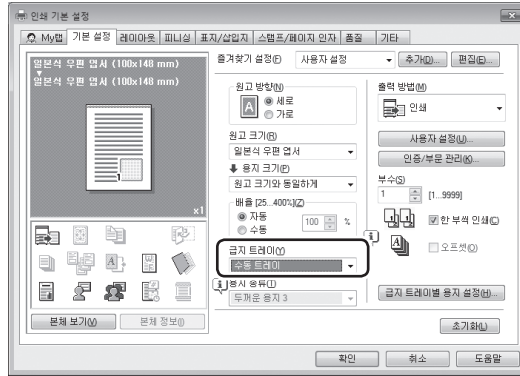 인쇄 기본 설정
My탭 기본 설정 레이아웃 피니싱 표지/삽입지 스탬프/페이지 인자 품질 기타
일본식 우편 엽서 (100x148 mm)
일본식 우편 엽서 (100x148 mm)
x1
본체 보기(V) 본체 정보(I)
즐겨찾기 설정(F) 사용자 설정 추가(D)... 편집(E)...
원고 방향(N)
세로
가로
원고 크기(R)
일본식 우편 엽서
용지 크기(P)
원고 크기와 동일하게
배율 [25...400%](Z)
자동
수동
100 %
급지 트레이(Y)
수동 트레이
용지 종류(T)
두꺼운 용지 3
출력 방법(M)
인쇄
사용자 설정(U)...
인증/부문 관리(K)...
부수(S)
1 [1...9999]
한 부씩 인쇄(C)
오프셋(O)
급지 트레이별 용지 설정(H)...
초기화(L)
확인 취소 도움말